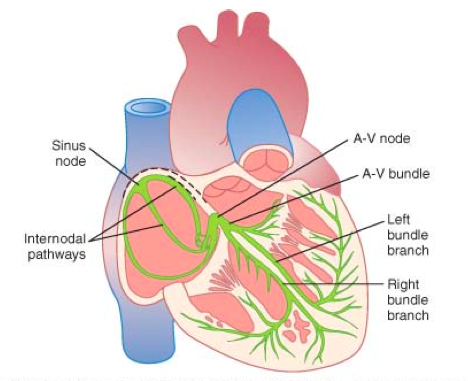 Sinus
node
Internodal
pathways
A-V node
A-V bundle
Left
bundle
branch
Right
bundle
branch